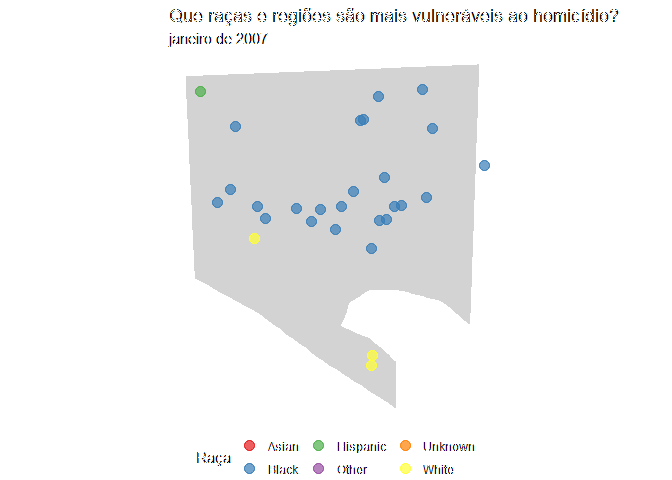 Que raças e regiões são mais vulneráveis ao homicídio?
janeiro de 2007
Raça
Asian Hispanic Unknown
Black Other White